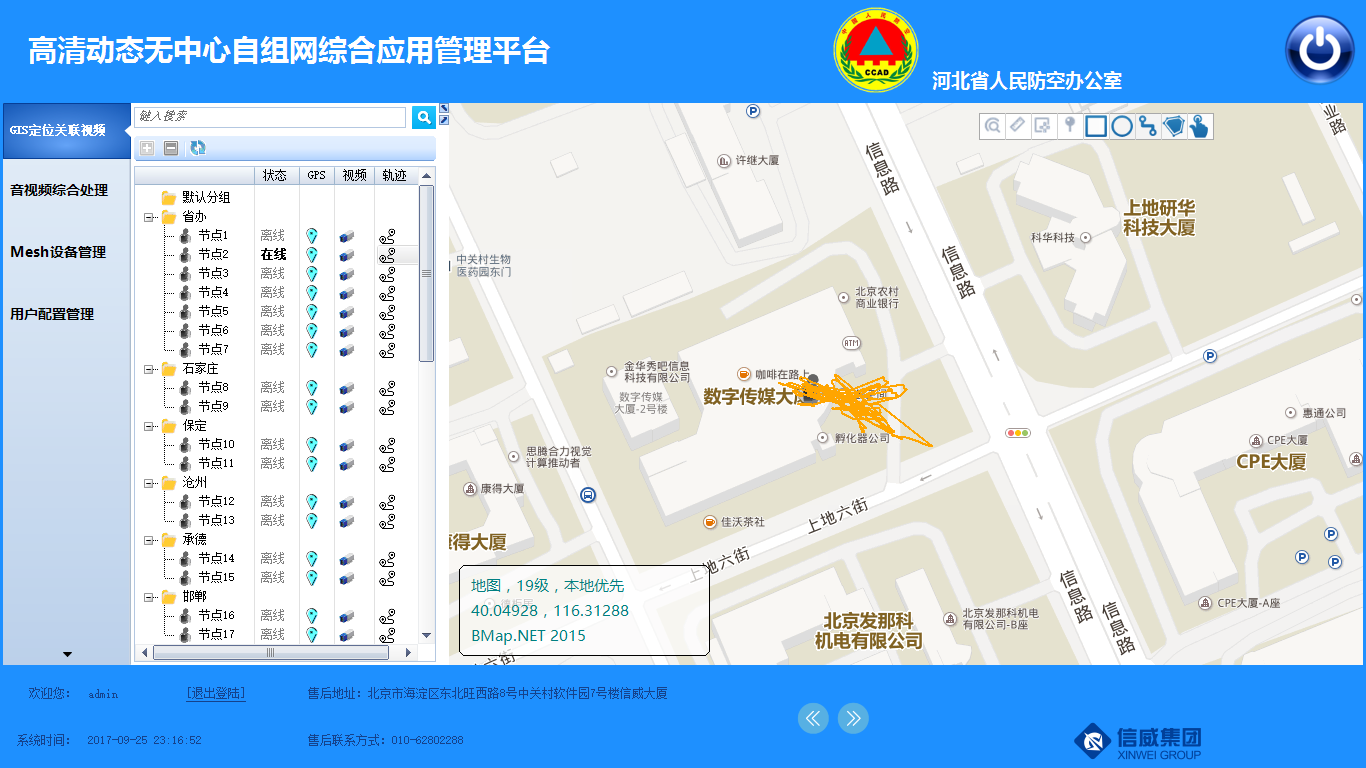 高清动态无中心自组网综合应用管理平台
中国人民防空
CCAD
河北省人民防空办公室
GIS定位关联视频
音视频综合处理
Mesh设备管理
用户配置管理
键入搜索
状态 GPS 视频 轨迹
默认分组
省办
节点1 离线
节点2 在线
节点3 离线
节点4 离线
节点5 离线
节点6 离线
节点7 离线
石家庄
节点8 离线
节点9 离线
保定
节点10 离线
节点11 离线
沧州
节点12 离线
节点13 离线
承德
节点14 离线
节点15 离线
邯郸
节点16 离线
节点17 离线
P
许继大厦
信息路
业路
上地研华
科技大厦
科华科技
中关村生物
医药园东门
信息路
北京农村
商业银行
ATM
P
金华秀吧信息
科技有限公司
咖啡在路上
数字传媒大厦
数字传媒
大厦-2号楼
孵化器公司
惠通公司
CPE大厦
CPE大厦
思腾合力视觉
计算推动者
康得大厦
佳沃茶社
上地六街
康得大厦
上地六街
P
P
P
信息路
信息路
CPE大厦-A座
北京发那科
机电有限公司
北京发那科机电
有限公司-B座
地图，19级，本地优先
40.04928，116.31288
BMap.NET 2015
六街
欢迎您： admin
[退出登陆]
售后地址：北京市海淀区东北旺西路8号中关村软件园7号楼信威大厦
系统时间： 2017-09-25 23:16:52
售后联系方式：010-62802288
信威集团
XINWEI GROUP